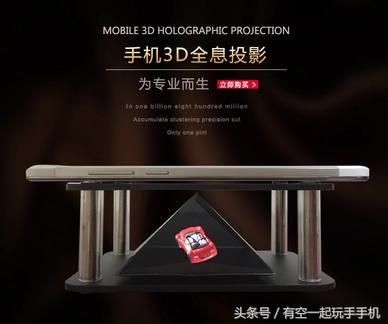 MOBILE 3D HOLOGRAPHIC PROJECTION
手机3D全息投影
为专业而生 立即购买>
In one billion eight hundred million
Accumulate clustering precision cut
Only one pint
头条号 / 有空一起玩手手机